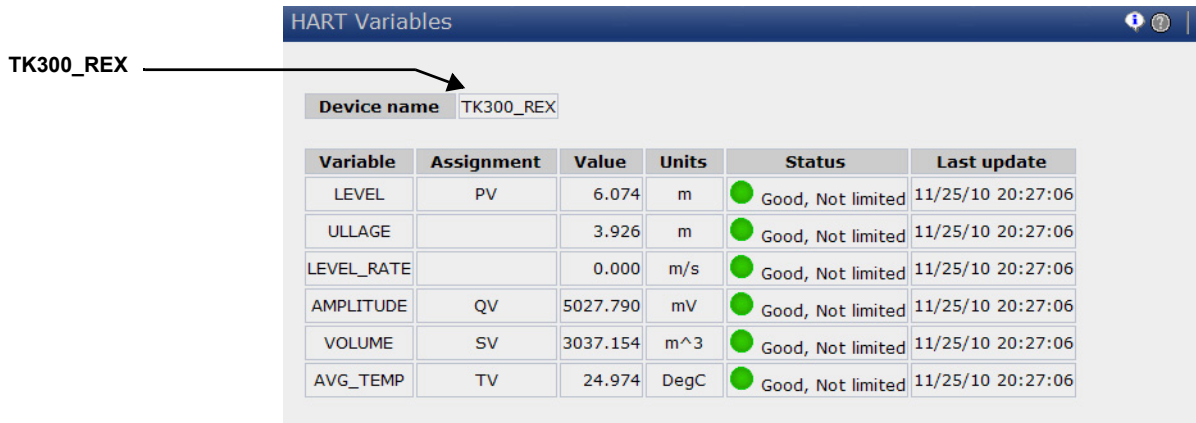 HART Variables
TK300_REX
Device name TK300_REX
Variable Assignment Value Units Status Last update
LEVEL PV 6.074 m Good, Not limited 11/25/10 20:27:06
ULLAGE 3.926 m Good, Not limited 11/25/10 20:27:06
LEVEL_RATE 0.000 m/s Good, Not limited 11/25/10 20:27:06
AMPLITUDE QV 5027.790 mV Good, Not limited 11/25/10 20:27:06
VOLUME SV 3037.154 m^3 Good, Not limited 11/25/10 20:27:06
AVG_TEMP TV 24.974 DegC Good, Not limited 11/25/10 20:27:06